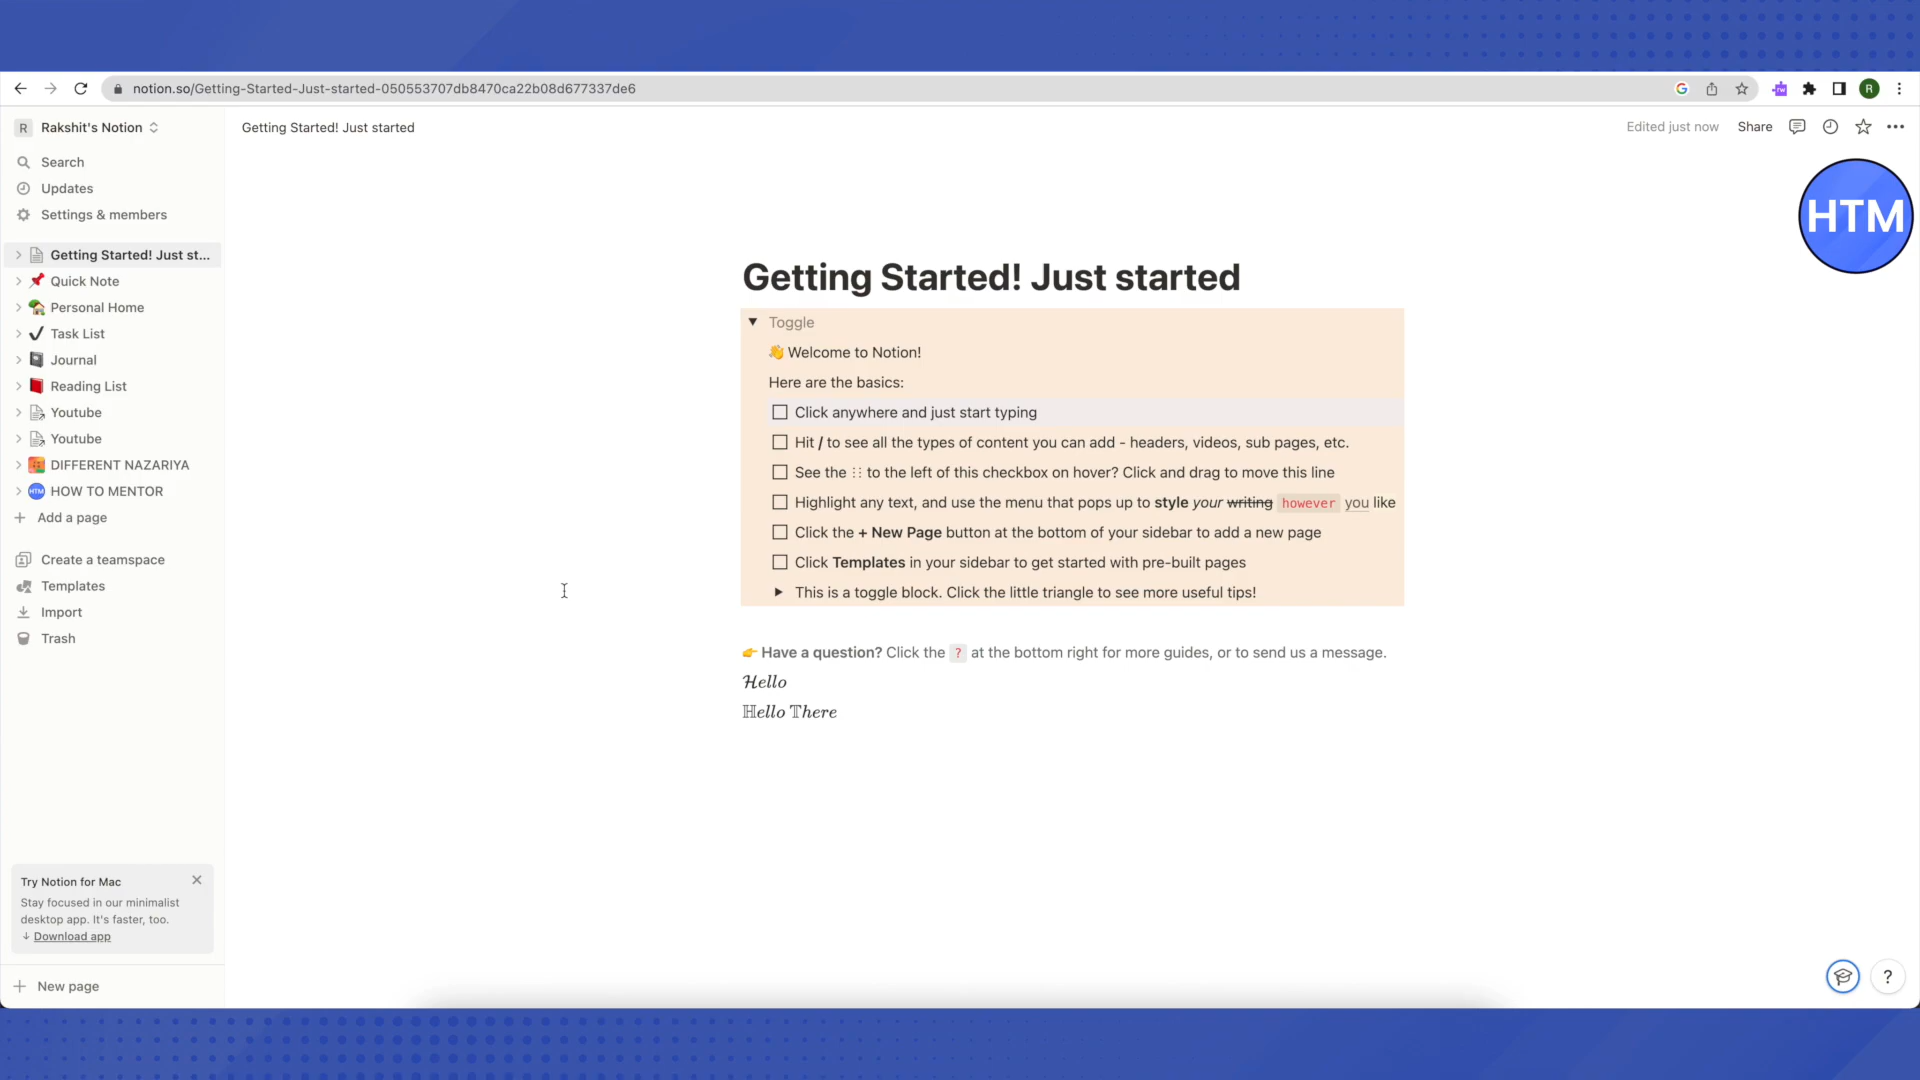 notion.so/Getting-Started-Just-started-050553707db8470ca22b08d677337de6
R
R Rakshit's Notion
Getting Started! Just started
Edited just now
Share
Search
Updates
Settings & members
Getting Started! Just st...
Quick Note
Personal Home
Task List
Journal
Reading List
Youtube
Youtube
DIFFERENT NAZARIYA
HTM HOW TO MENTOR
Add a page
Create a teamspace
Templates
Import
Trash
Try Notion for Mac
Stay focused in our minimalist
desktop app. It's faster, too.
↓ Download app
New page
HTM
Getting Started! Just started
Toggle
👋 Welcome to Notion!
Here are the basics:
Click anywhere and just start typing
Hit / to see all the types of content you can add - headers, videos, sub pages, etc.
See the ⋮⋮ to the left of this checkbox on hover? Click and drag to move this line
Highlight any text, and use the menu that pops up to style your writing however you like
Click the + New Page button at the bottom of your sidebar to add a new page
Click Templates in your sidebar to get started with pre-built pages
This is a toggle block. Click the little triangle to see more useful tips!
👉 Have a question? Click the ? at the bottom right for more guides, or to send us a message.
Hello
Hello There
?